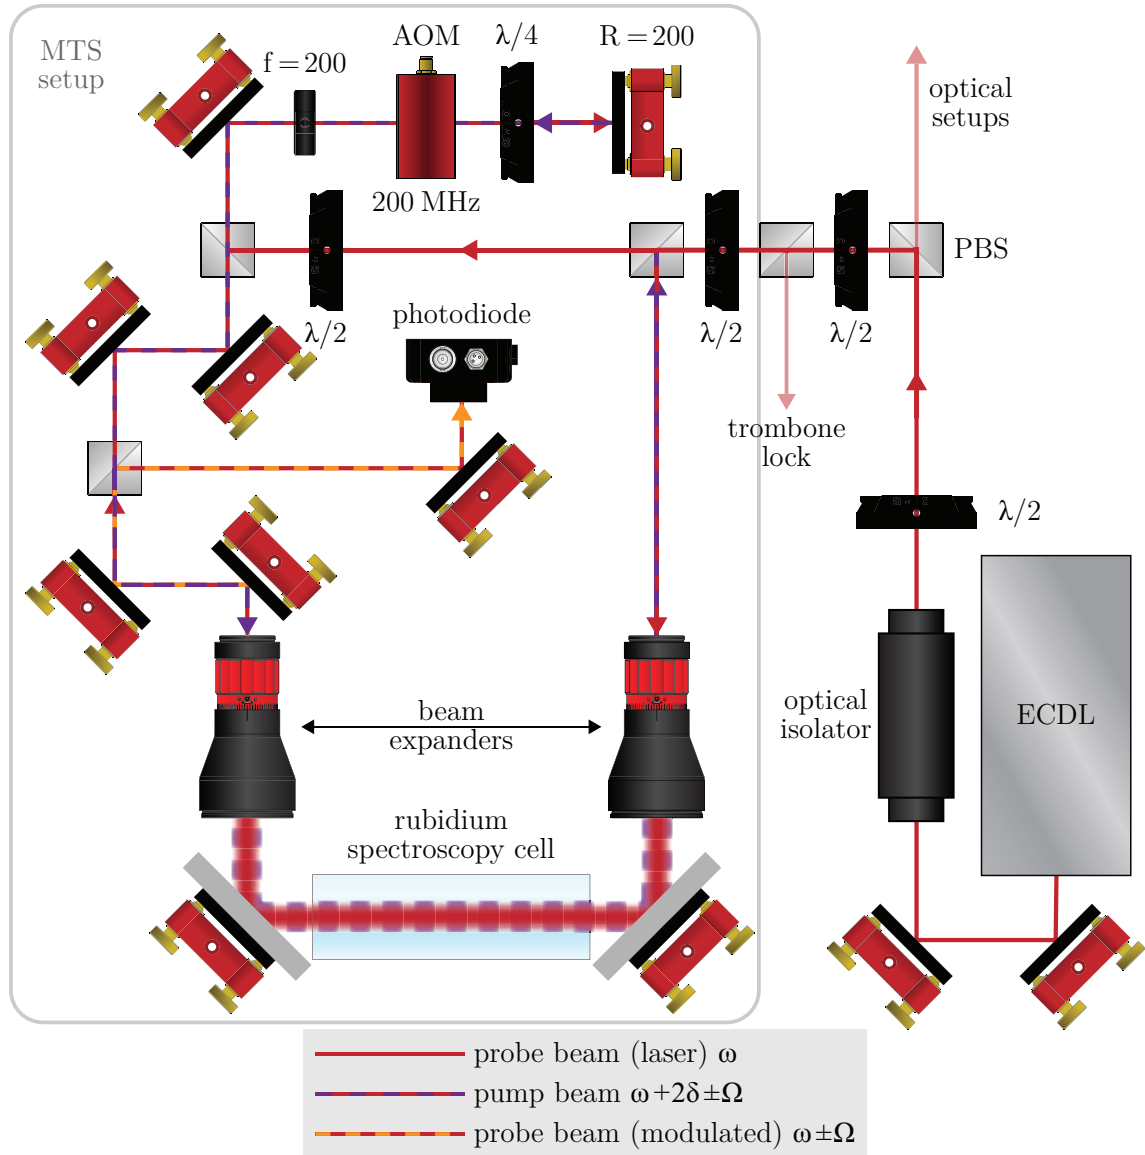 MTS
setup
f = 200
AOM
λ/4
R = 200
200 MHz
optical
setups
PBS
λ/2
λ/2
λ/2
photodiode
trombone
lock
λ/2
optical
isolator
ECDL
beam
expanders
rubidium
spectroscopy cell
probe beam (laser) ω
pump beam ω+2δ±Ω
probe beam (modulated) ω±Ω